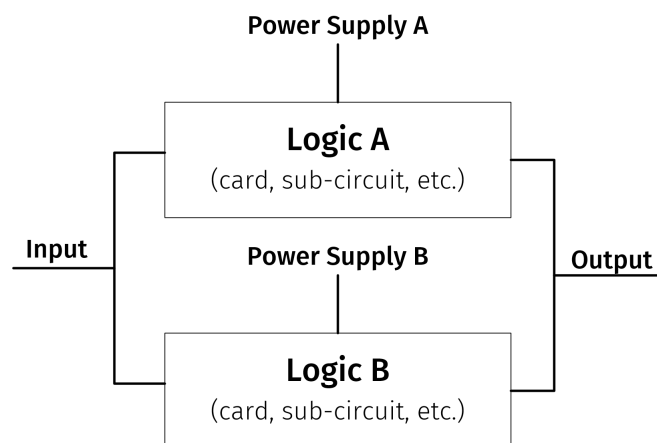 Power Supply A
Logic A
(card, sub-circuit, etc.)
Input
Power Supply B
Output
Logic B
(card, sub-circuit, etc.)